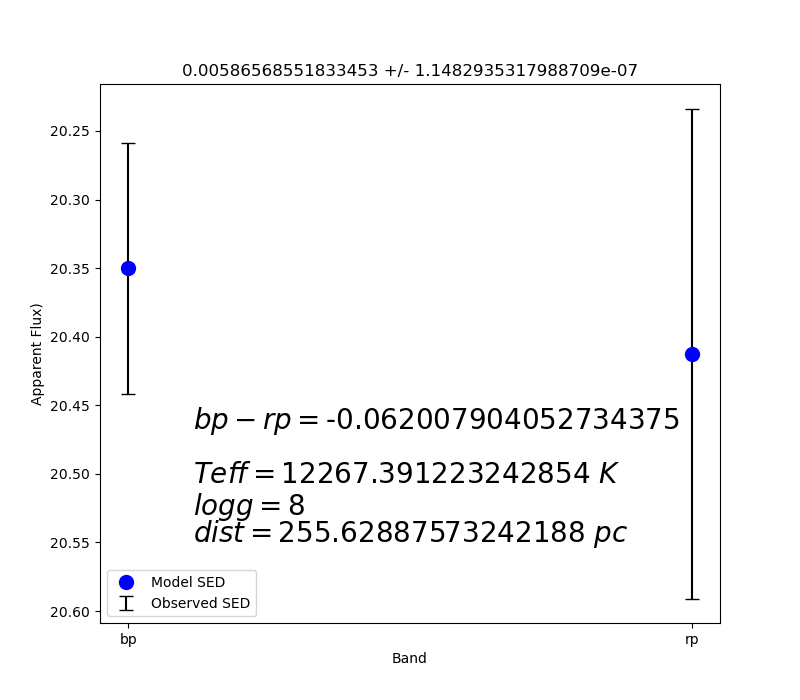 0.00586568551833453 +/- 1.1482935317988709e-07
20.25
20.30
20.35
20.40
20.45
20.50
20.55
20.60
Apparent Flux)
bp − rp = -0.062007904052734375
Teff = 12267.391223242854 K
logg = 8
dist = 255.62887573242188 pc
Model SED
Observed SED
bp
rp
Band